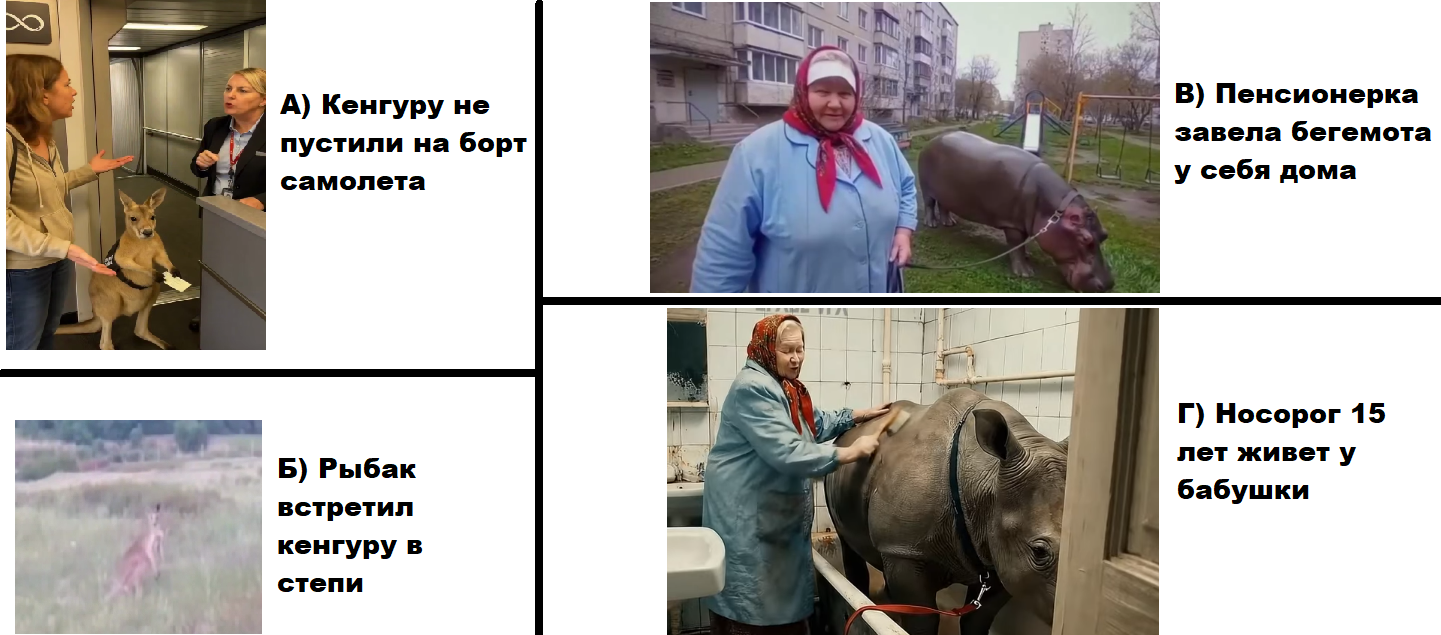 А) Кенгуру не
пустили на борт
самолета
Б) Рыбак
встретил
кенгуру в
степи
В) Пенсионерка
завела бегемота
у себя дома
Г) Носорог 15
лет живет у
бабушки